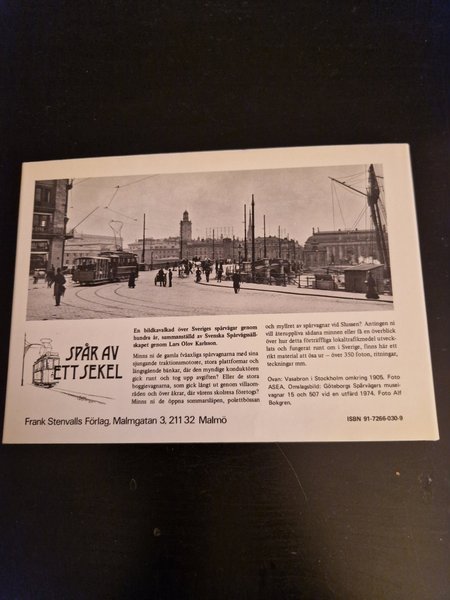 En bildkavalkad över Sveriges spårvägar genom
hundra år, sammanställd av Svenska Spårvägssäll-
skapet genom Lars Olov Karlsson.
SPÅR AV
ETT SEKEL
Minns ni de gamla tvåaxliga spårvagnarna med sina
sjungande traktionsmotorer, stora plattformar och
längsgående bänkar, där den myndige konduktören
gick runt och tog upp avgiften? Eller de stora
boggievagnarna, som gick långt ut genom villaom-
råden och över åkrar, där vårens skolresa företogs?
Minns ni de öppna sommarsläpen, polettbössan
och myllret av spårvagnar vid Slussen? Antingen ni
vill återuppliva sådana minnen eller få en överblick
över hur detta förträffliga lokaltrafikmedel utveck-
lats och fungerat runt om i Sverige, finns här ett
rikt material att ösa ur – över 350 foton, ritningar,
teckningar mm.
Ovan: Vasabron i Stockholm omkring 1905. Foto
ASEA. Omslagsbild: Göteborgs Spårvägers musei-
vagnar 15 och 507 vid en utfärd 1974. Foto Alf
Bokgren.
Frank Stenvalls Förlag, Malmgatan 3, 211 32 Malmö
ISBN 91-7266-030-9